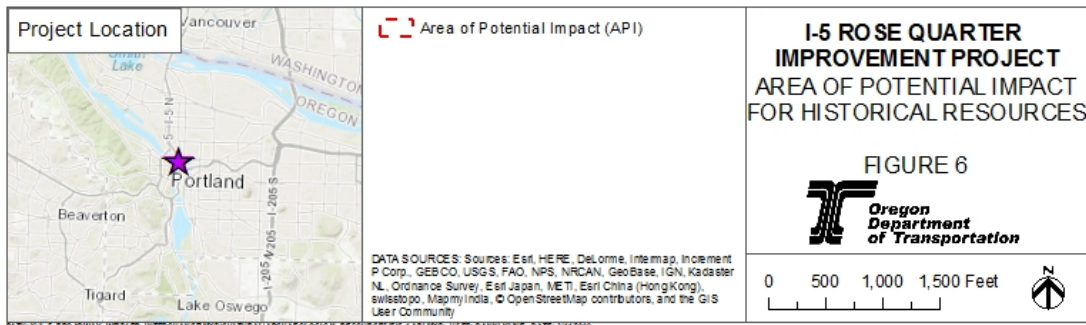 Project Location
Vancouver
Smith
Lake
WASHINGTON
OREGON
5-I-5 N
Portland
Beaverton
I-205 S
I-205 N
205-I-205
Tigard
Lake Oswego
Area of Potential Impact (API)
DATA SOURCES: Sources: Esri, HERE, DeLorme, Intermap, Increment
P Corp., GEBCO, USGS, FAO, NPS, NRCAN, GeoBase, IGN, Kadaster
NL, Ordnance Survey, Esri Japan, METI, Esri China (Hong Kong),
swisstopo, MapmyIndia, © OpenStreetMap contributors, and the GIS
User Community
I-5 ROSE QUARTER
IMPROVEMENT PROJECT
AREA OF POTENTIAL IMPACT
FOR HISTORICAL RESOURCES
FIGURE 6
Oregon
Department
of Transportation
0 500 1,000 1,500 Feet
N